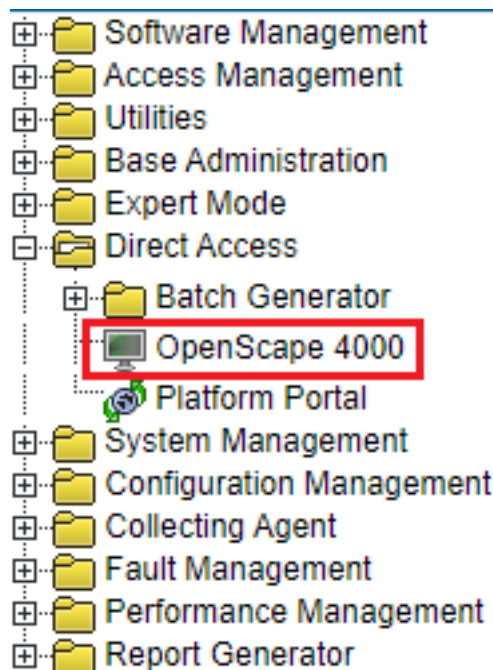 Software Management
Access Management
Utilities
Base Administration
Expert Mode
Direct Access
Batch Generator
OpenScape 4000
Platform Portal
System Management
Configuration Management
Collecting Agent
Fault Management
Performance Management
Report Generator